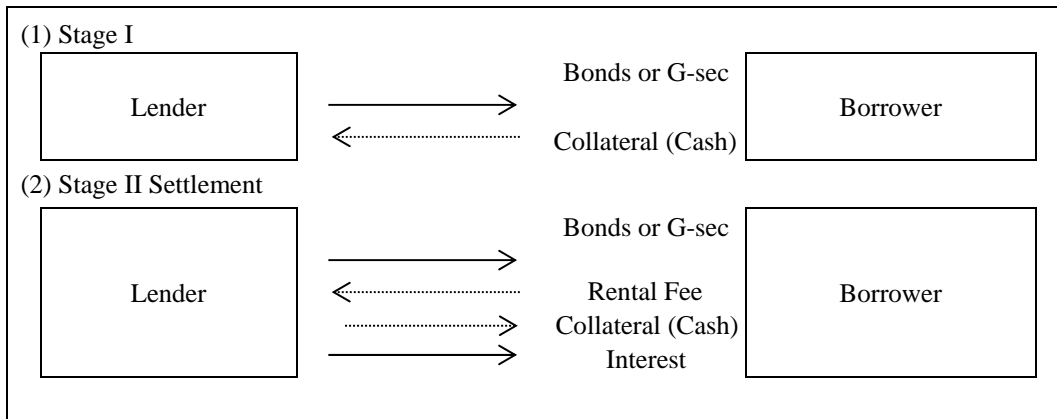 (1) Stage I
Bonds or G-sec
Lender
Borrower
Collateral (Cash)
(2) Stage II Settlement
Bonds or G-sec
Lender
Rental Fee
Borrower
Collateral (Cash)
Interest